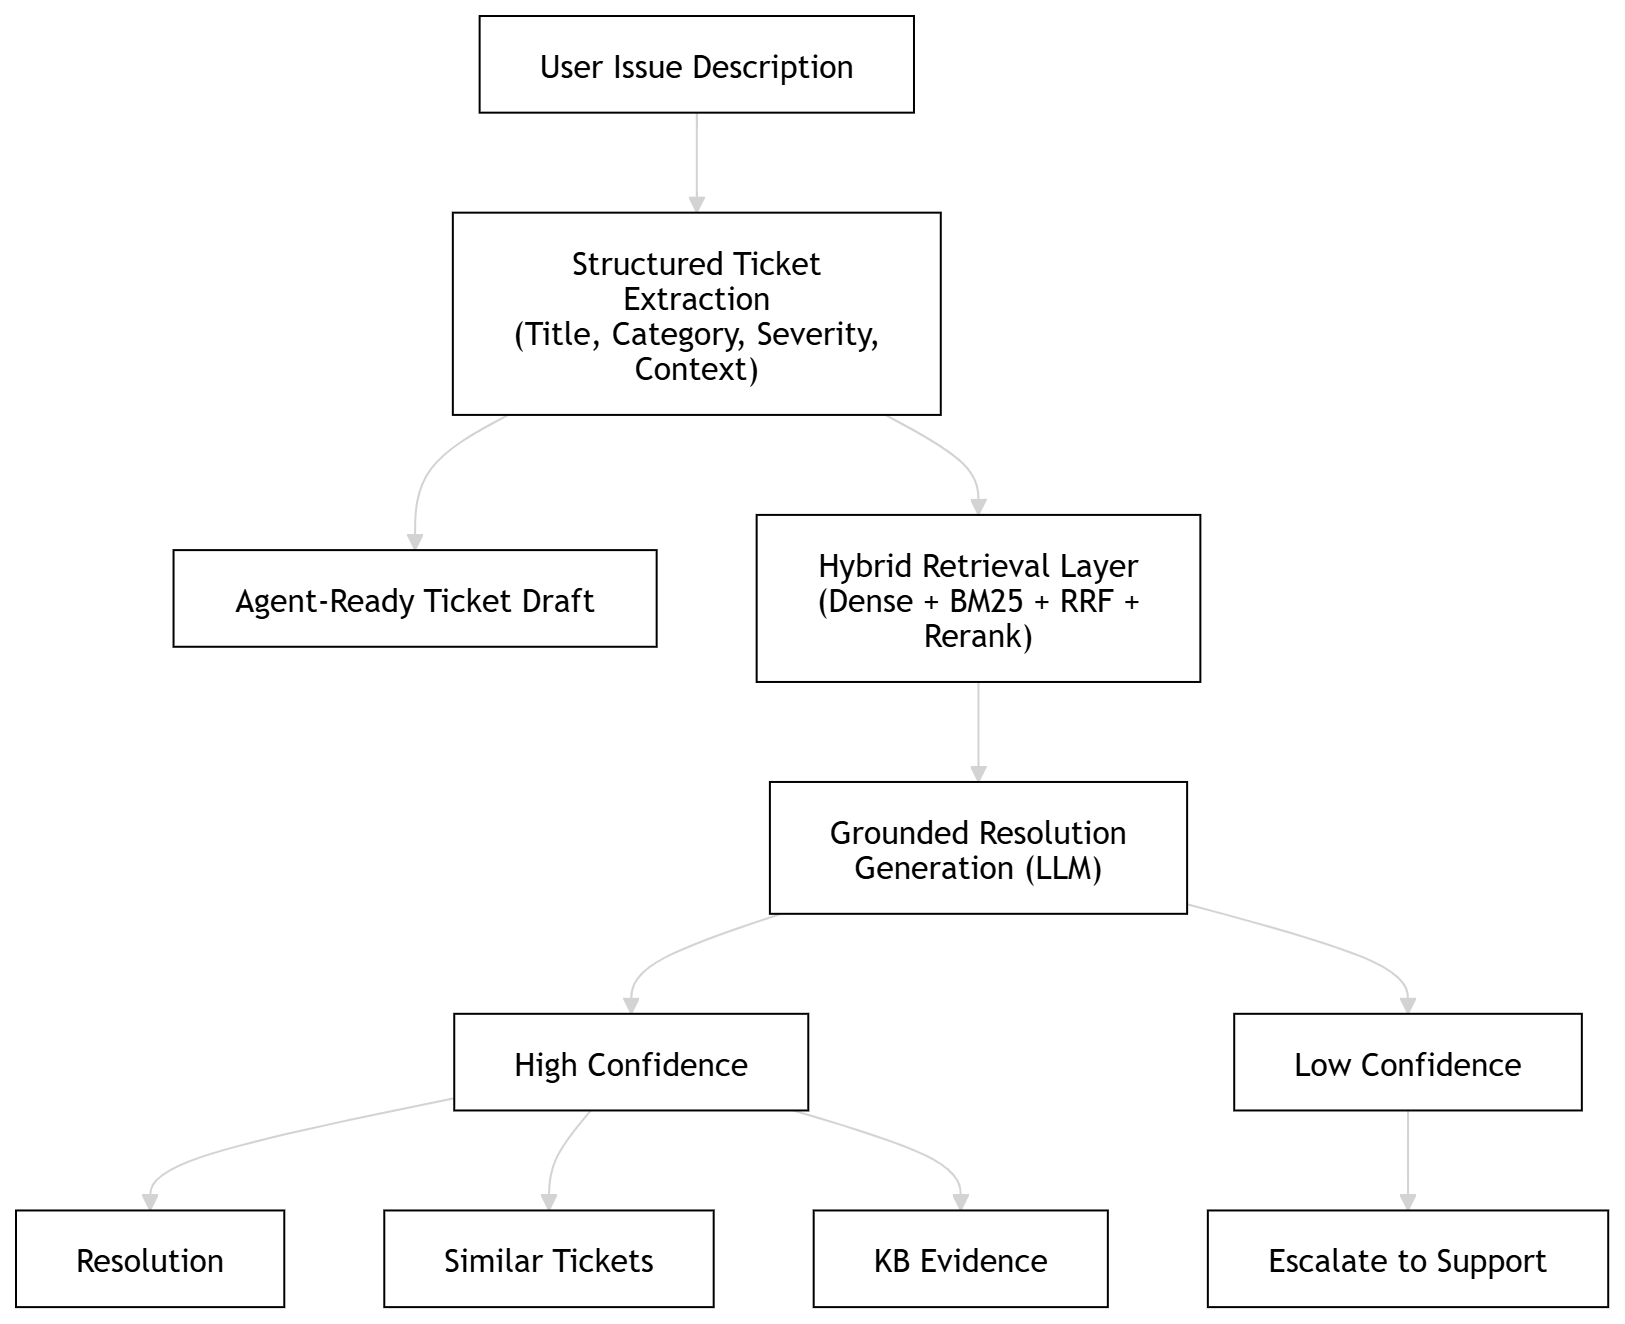 User Issue Description
Structured Ticket
Extraction
(Title, Category, Severity,
Context)
Agent-Ready Ticket Draft
Hybrid Retrieval Layer
(Dense + BM25 + RRF +
Rerank)
Grounded Resolution
Generation (LLM)
High Confidence
Low Confidence
Resolution
Similar Tickets
KB Evidence
Escalate to Support